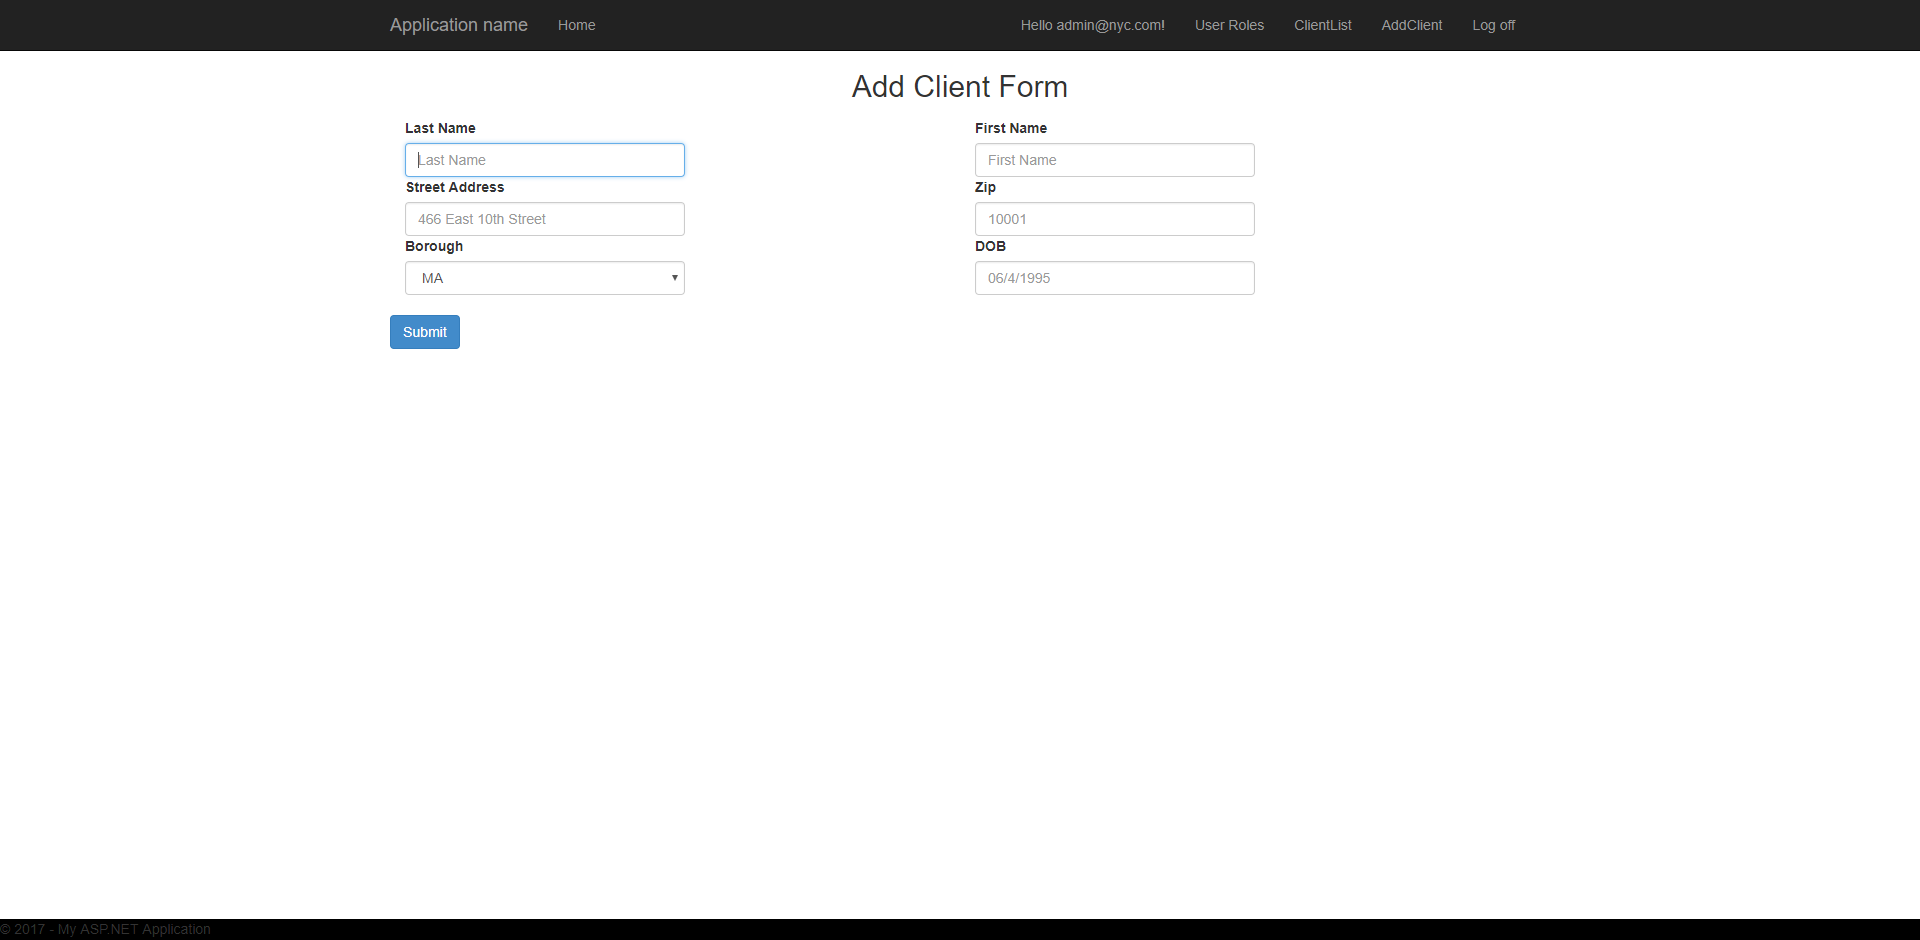 Application name Home Hello admin@nyc.com! User Roles ClientList AddClient Log off
Add Client Form
Last Name First Name
Last Name First Name
Street Address Zip
466 East 10th Street 10001
Borough DOB
MA 06/4/1995
Submit
© 2017 - My ASP.NET Application